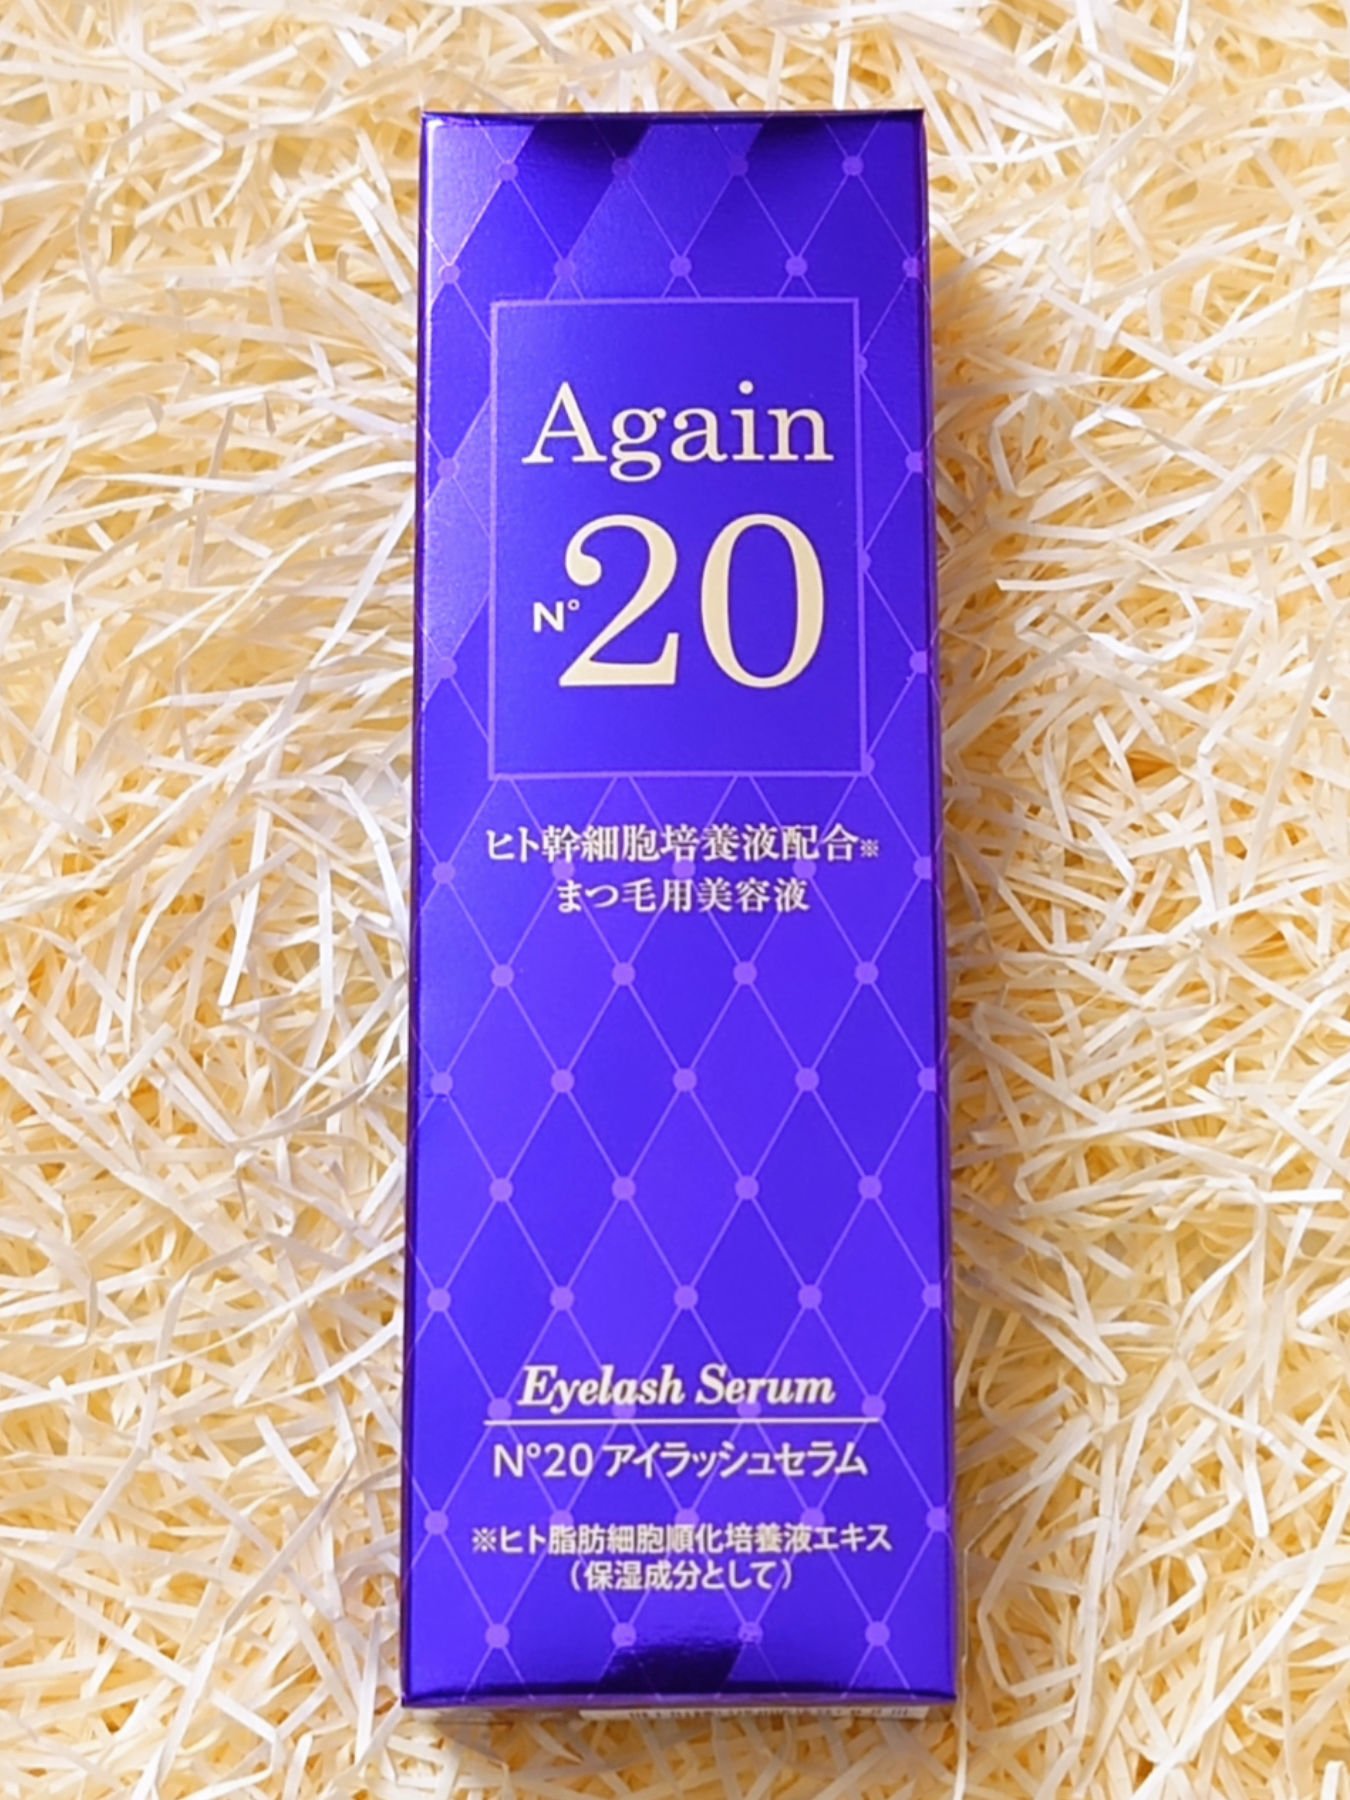 Again
N°20
ヒト幹細胞培養液配合※
まつ毛用美容液
Eyelash Serum
N°20 アイラッシュセラム
※ヒト脂肪細胞順化培養液エキス
（保湿成分として）